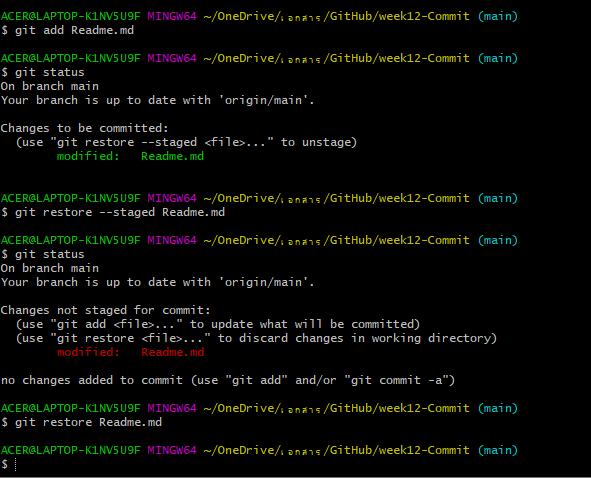 ACER@LAPTOP-K1NV5U9F MINGW64 ~/OneDrive/เอกสาร/GitHub/week12-Commit (main)
$ git add Readme.md
ACER@LAPTOP-K1NV5U9F MINGW64 ~/OneDrive/เอกสาร/GitHub/week12-Commit (main)
$ git status
On branch main
Your branch is up to date with 'origin/main'.
Changes to be committed:
  (use "git restore --staged <file>..." to unstage)
        modified:   Readme.md
ACER@LAPTOP-K1NV5U9F MINGW64 ~/OneDrive/เอกสาร/GitHub/week12-Commit (main)
$ git restore --staged Readme.md
ACER@LAPTOP-K1NV5U9F MINGW64 ~/OneDrive/เอกสาร/GitHub/week12-Commit (main)
$ git status
On branch main
Your branch is up to date with 'origin/main'.
Changes not staged for commit:
  (use "git add <file>..." to update what will be committed)
  (use "git restore <file>..." to discard changes in working directory)
        modified:   Readme.md
no changes added to commit (use "git add" and/or "git commit -a")
ACER@LAPTOP-K1NV5U9F MINGW64 ~/OneDrive/เอกสาร/GitHub/week12-Commit (main)
$ git restore Readme.md
ACER@LAPTOP-K1NV5U9F MINGW64 ~/OneDrive/เอกสาร/GitHub/week12-Commit (main)
$